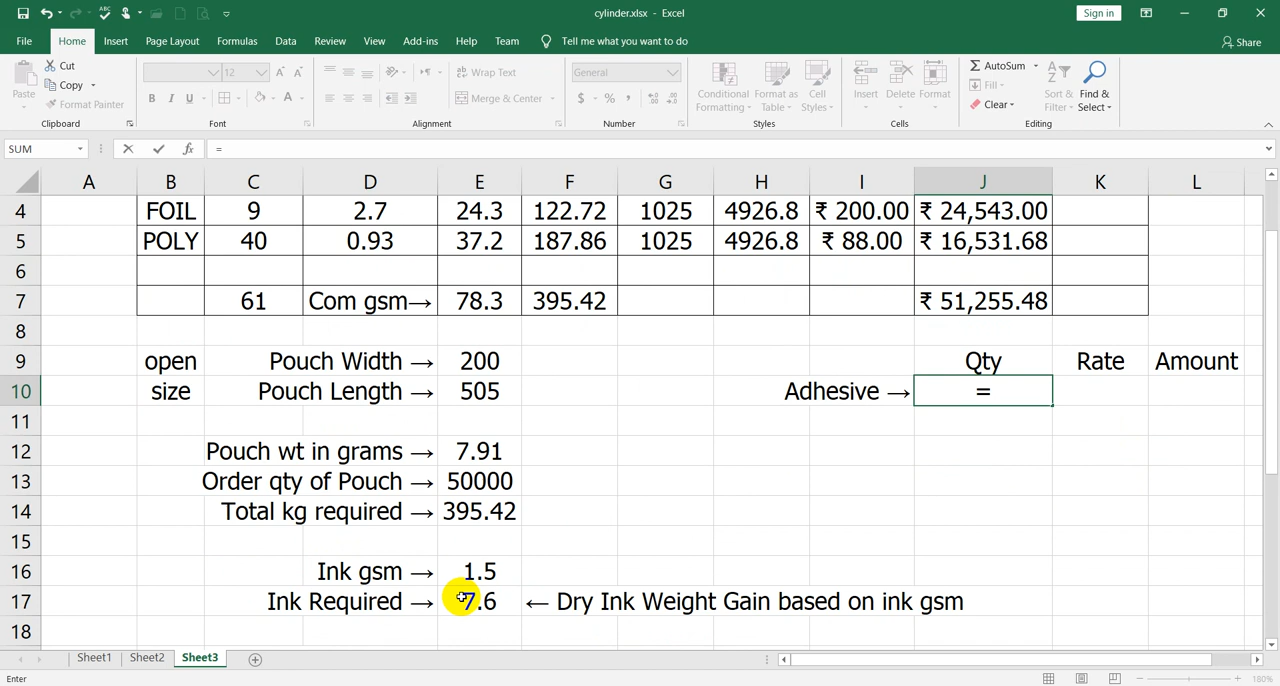 cylinder.xlsx - Excel
Sign in
File Home Insert Page Layout Formulas Data Review View Add-ins Help Team Tell me what you want to do Share
Paste Cut Copy Format Painter
12
B I U A
Wrap Text
Merge & Center
General
$ % ,
Conditional Formatting Format as Table Cell Styles
Insert Delete Format
AutoSum
Fill
Clear
Sort & Filter Find & Select
Clipboard Font Alignment Number Styles Cells Editing
SUM fx =
A B C D E F G H I J K L
4 FOIL 9 2.7 24.3 122.72 1025 4926.8 ₹ 200.00 ₹ 24,543.00
5 POLY 40 0.93 37.2 187.86 1025 4926.8 ₹ 88.00 ₹ 16,531.68
6
7 61 Com gsm→ 78.3 395.42 ₹ 51,255.48
8
9 open Pouch Width → 200 Qty Rate Amount
10 size Pouch Length → 505 Adhesive → =
11
12 Pouch wt in grams → 7.91
13 Order qty of Pouch → 50000
14 Total kg required → 395.42
15
16 Ink gsm → 1.5
17 Ink Required → 7.6 ← Dry Ink Weight Gain based on ink gsm
18
Sheet1 Sheet2 Sheet3
Enter 180%